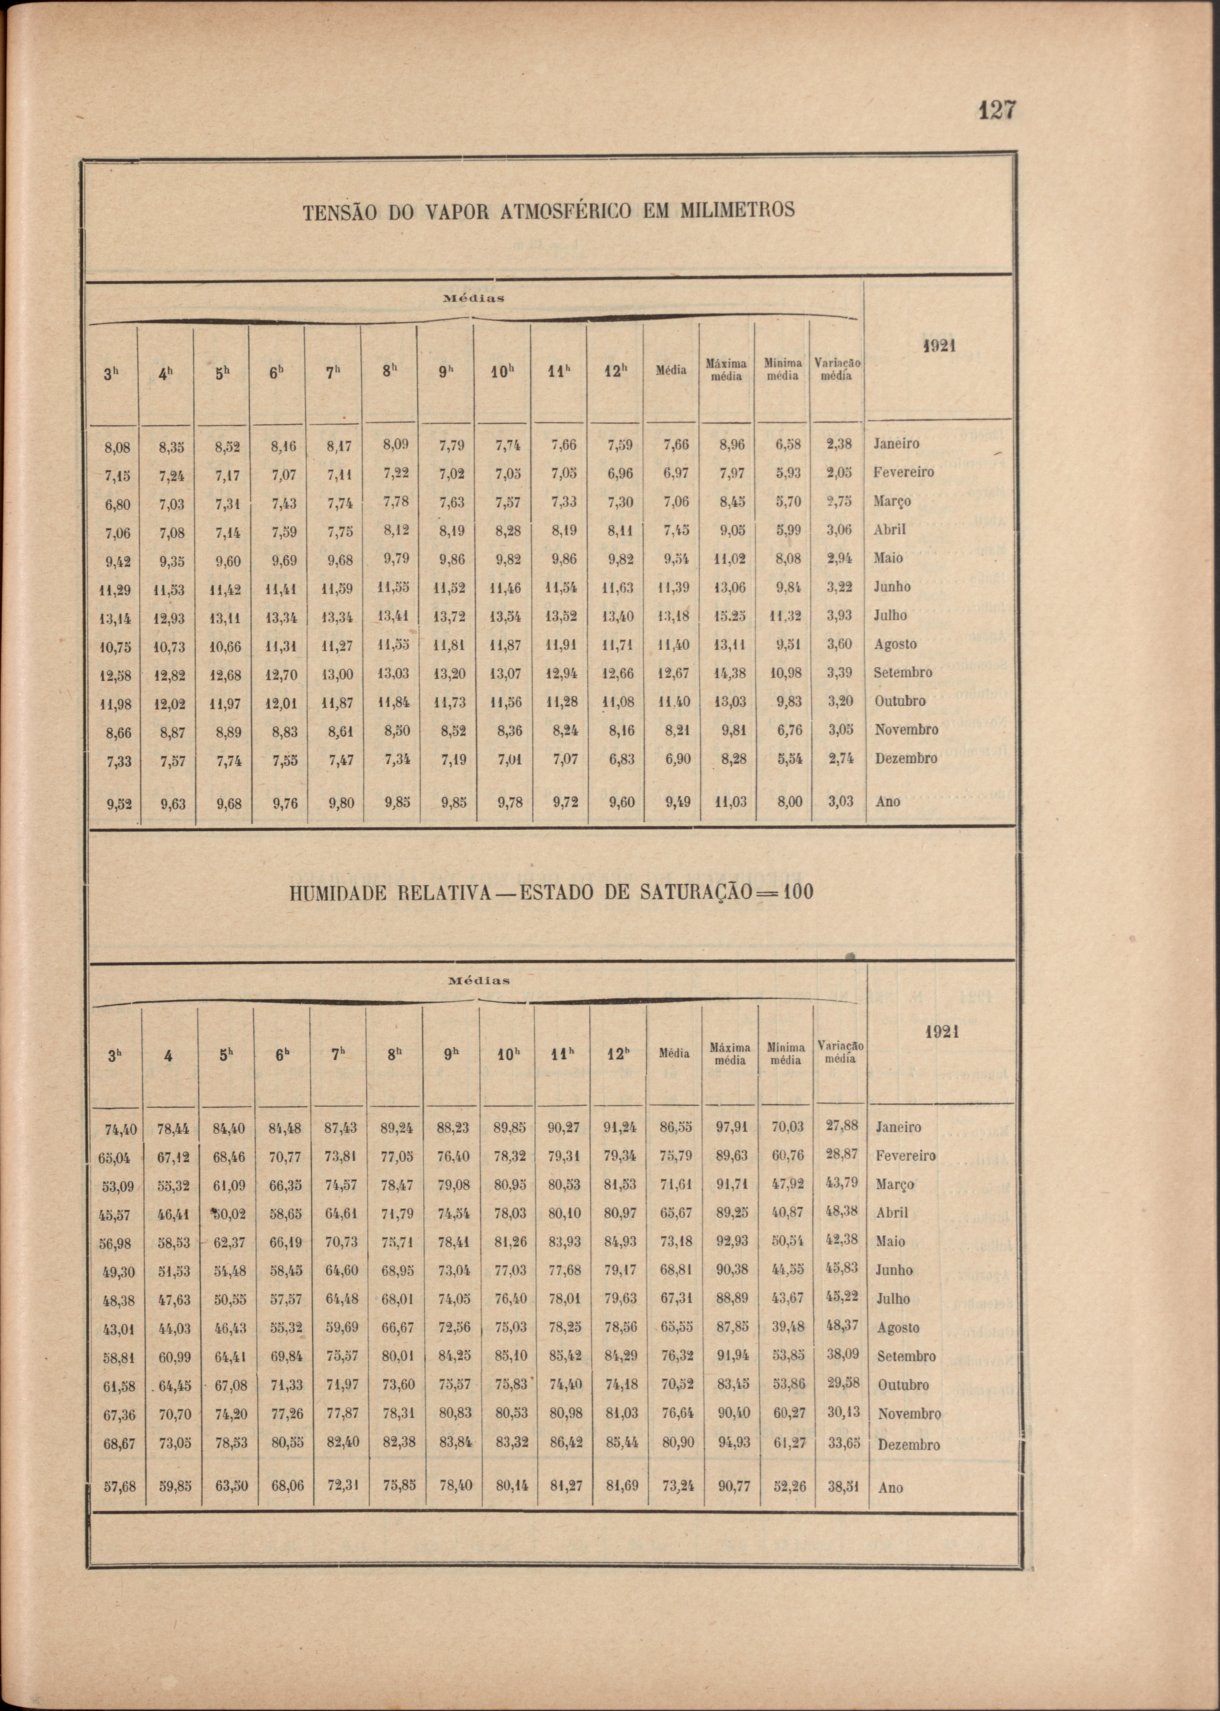 127
TENSÃO DO VAPOR ATMOSFÉRICO EM MILIMETROS
Médias
3h 4h 5h 6h 7h 8h 9h 10h 11h 12h Média Máxima média Mínima média Variação média 1921
8,08 8,35 8,52 8,16 8,17 8,09 7,79 7,74 7,66 7,59 7,66 8,96 6,58 2,38 Janeiro
7,15 7,24 7,17 7,07 7,11 7,22 7,02 7,05 7,05 6,96 6,97 7,97 5,93 2,05 Fevereiro
6,80 7,03 7,31 7,43 7,74 7,78 7,63 7,57 7,33 7,30 7,06 8,45 5,70 2,75 Março
7,06 7,08 7,14 7,59 7,75 8,12 8,19 8,28 8,19 8,11 7,45 9,05 5,99 3,06 Abril
9,42 9,35 9,60 9,69 9,68 9,79 9,86 9,82 9,86 9,82 9,54 11,02 8,08 2,94 Maio
11,29 11,53 11,42 11,41 11,59 11,55 11,52 11,46 11,54 11,63 11,39 13,06 9,84 3,22 Junho
13,14 12,93 13,11 13,34 13,34 13,41 13,72 13,54 13,52 13,40 13,18 15.25 11,32 3,93 Julho
10,75 10,73 10,66 11,31 11,27 11,55 11,81 11,87 11,91 11,71 11,40 13,11 9,51 3,60 Agosto
12,58 12,82 12,68 12,70 13,00 13,03 13,20 13,07 12,94 12,66 12,67 14,38 10,98 3,39 Setembro
11,98 12,02 11,97 12,01 11,87 11,84 11,73 11,56 11,28 11,08 11,40 13,03 9,83 3,20 Outubro
8,66 8,87 8,89 8,83 8,61 8,50 8,52 8,36 8,24 8,16 8,21 9,81 6,76 3,05 Novembro
7,33 7,57 7,74 7,55 7,47 7,34 7,19 7,01 7,07 6,83 6,90 8,28 5,54 2,74 Dezembro
9,52 9,63 9,68 9,76 9,80 9,85 9,85 9,78 9,72 9,60 9,49 11,03 8,00 3,03 Ano
HUMIDADE RELATIVA—ESTADO DE SATURAÇÃO=100
Médias
3h 4 5h 6h 7h 8h 9h 10h 11h 12h Média Máxima média Mínima média Variação média 1921
74,40 78,44 84,40 84,48 87,43 89,24 88,23 89,85 90,27 91,24 86,55 97,91 70,03 27,88 Janeiro
65,04 67,12 68,46 70,77 73,81 77,05 76,40 78,32 79,31 79,34 75,79 89,63 60,76 28,87 Fevereiro
53,09 55,32 61,09 66,35 74,57 78,47 79,08 80,95 80,53 81,53 71,61 91,71 47,92 43,79 Março
45,57 46,41 50,02 58,65 64,61 71,79 74,54 78,03 80,10 80,97 65,67 89,25 40,87 48,38 Abril
56,98 58,53 62,37 66,19 70,73 75,71 78,41 81,26 83,93 84,93 73,18 92,93 50,54 42,38 Maio
49,30 51,53 54,48 58,45 64,60 68,95 73,04 77,03 77,68 79,17 68,81 90,38 44,55 45,83 Junho
48,38 47,63 50,55 57,57 64,48 68,01 74,05 76,40 78,01 79,63 67,31 88,89 43,67 45,22 Julho
43,01 44,03 46,43 55,32 59,69 66,67 72,56 75,03 78,25 78,56 65,55 87,85 39,48 48,37 Agosto
58,81 60,99 64,41 69,84 75,57 80,01 84,25 85,10 85,42 84,29 76,32 91,94 53,85 38,09 Setembro
61,58 64,45 67,08 71,33 71,97 73,60 75,57 75,83 74,40 74,18 70,52 83,45 53,86 29,58 Outubro
67,36 70,70 74,20 77,26 77,87 78,31 80,83 80,53 80,98 81,03 76,64 90,40 60,27 30,13 Novembro
68,67 73,05 78,53 80,55 82,40 82,38 83,84 83,32 86,42 85,44 80,90 94,93 61,27 33,65 Dezembro
57,68 59,85 63,50 68,06 72,31 75,85 78,40 80,14 81,27 81,69 73,24 90,77 52,26 38,51 Ano